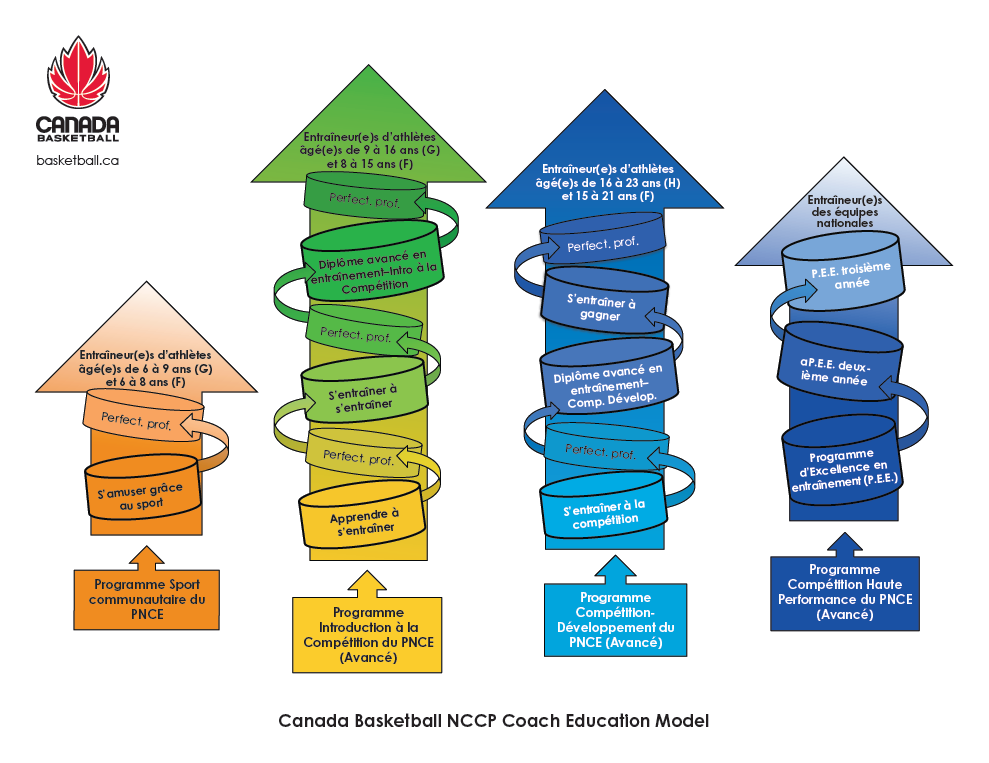 CANADA
BASKETBALL
basketball.ca
Entraîneur(e)s d'athlètes
âgé(e)s de 6 à 9 ans (G)
et 6 à 8 ans (F)
Perfect. prof.
S'amuser grâce
au sport
Programme Sport
communautaire du
PNCE
Entraîneur(e)s d'athlètes
âgé(e)s de 9 à 16 ans (G)
et 8 à 15 ans (F)
Perfect. prof.
Diplôme avancé en
entraînement–Intro à la
Compétition
Perfect. prof.
S'entraîner à
s'entraîner
Perfect. prof.
Apprendre à
s'entraîner
Programme
Introduction à la
Compétition du PNCE
(Avancé)
Entraîneur(e)s d'athlètes
âgé(e)s de 16 à 23 ans (H)
et 15 à 21 ans (F)
Perfect. prof.
S'entraîner à
gagner
Diplôme avancé en
entraînement–
Comp. Dévelop.
Perfect. prof.
S'entraîner à la
compétition
Programme
Compétition-
Développement du
PNCE (Avancé)
Entraîneur(e)s
des équipes
nationales
P.E.E. troisième
année
aP.E.E. deux-
ième année
Programme
d'Excellence en
entraînement (P.E.E.)
Programme
Compétition Haute
Performance du PNCE
(Avancé)
Canada Basketball NCCP Coach Education Model